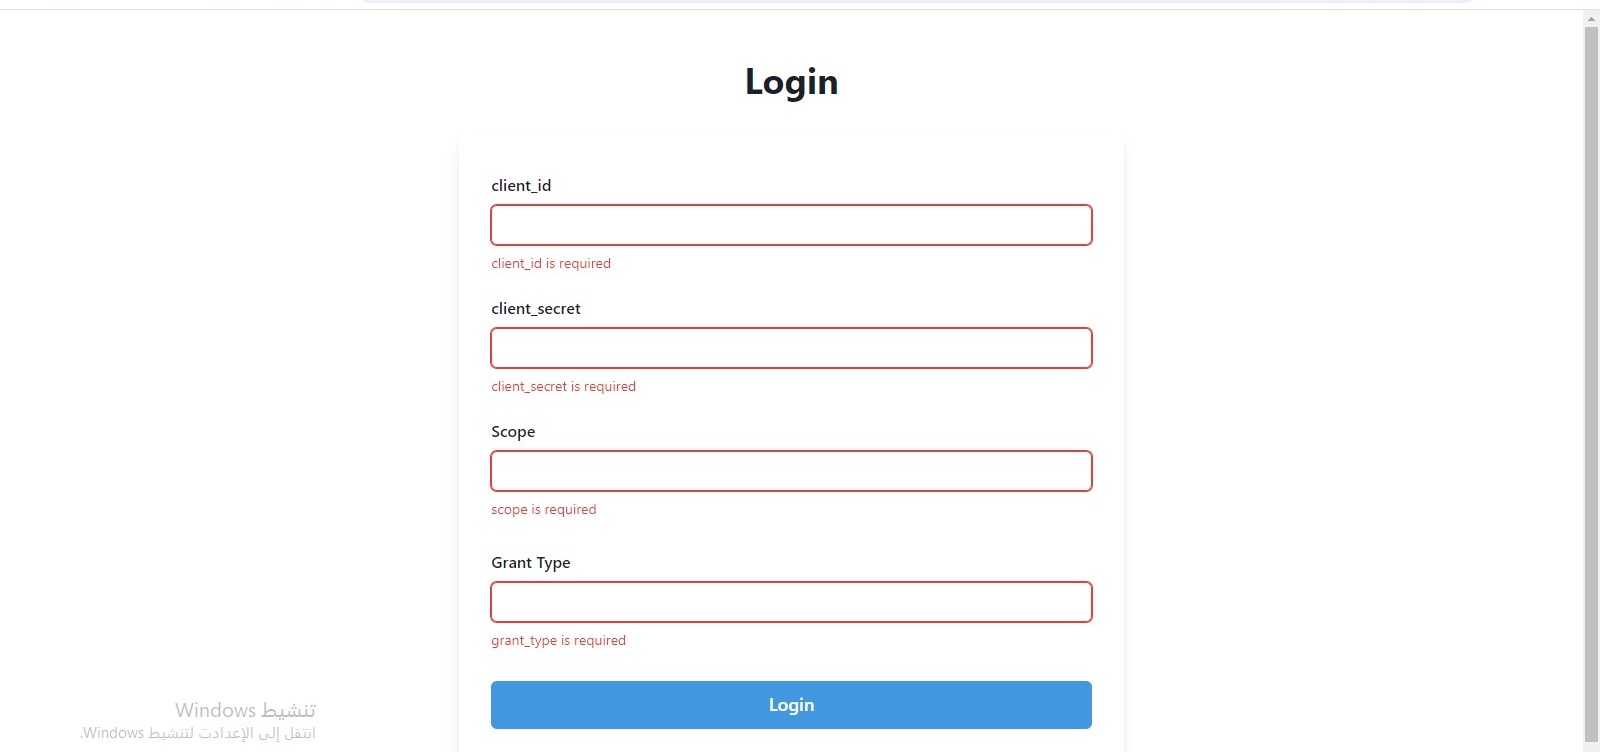 Login
client_id
client_id is required
client_secret
client_secret is required
Scope
scope is required
Grant Type
grant_type is required
Login
تنشيط Windows
انتقل إلى الإعدادت لتنشيط Windows.